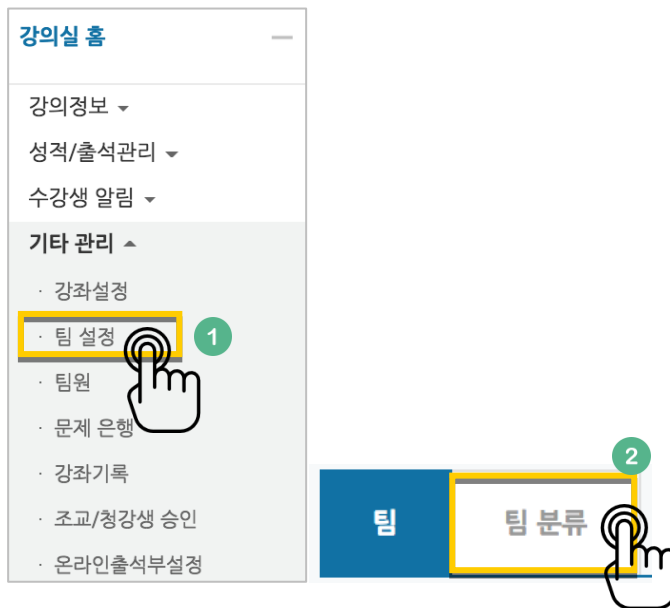 강의실 홈
강의정보
성적/출석관리
수강생 알림
기타 관리
· 강좌설정
· 팀 설정
1
· 팀원
· 문제 은행
· 강좌기록
· 조교/청강생 승인
· 온라인출석부설정
2
팀
팀 분류